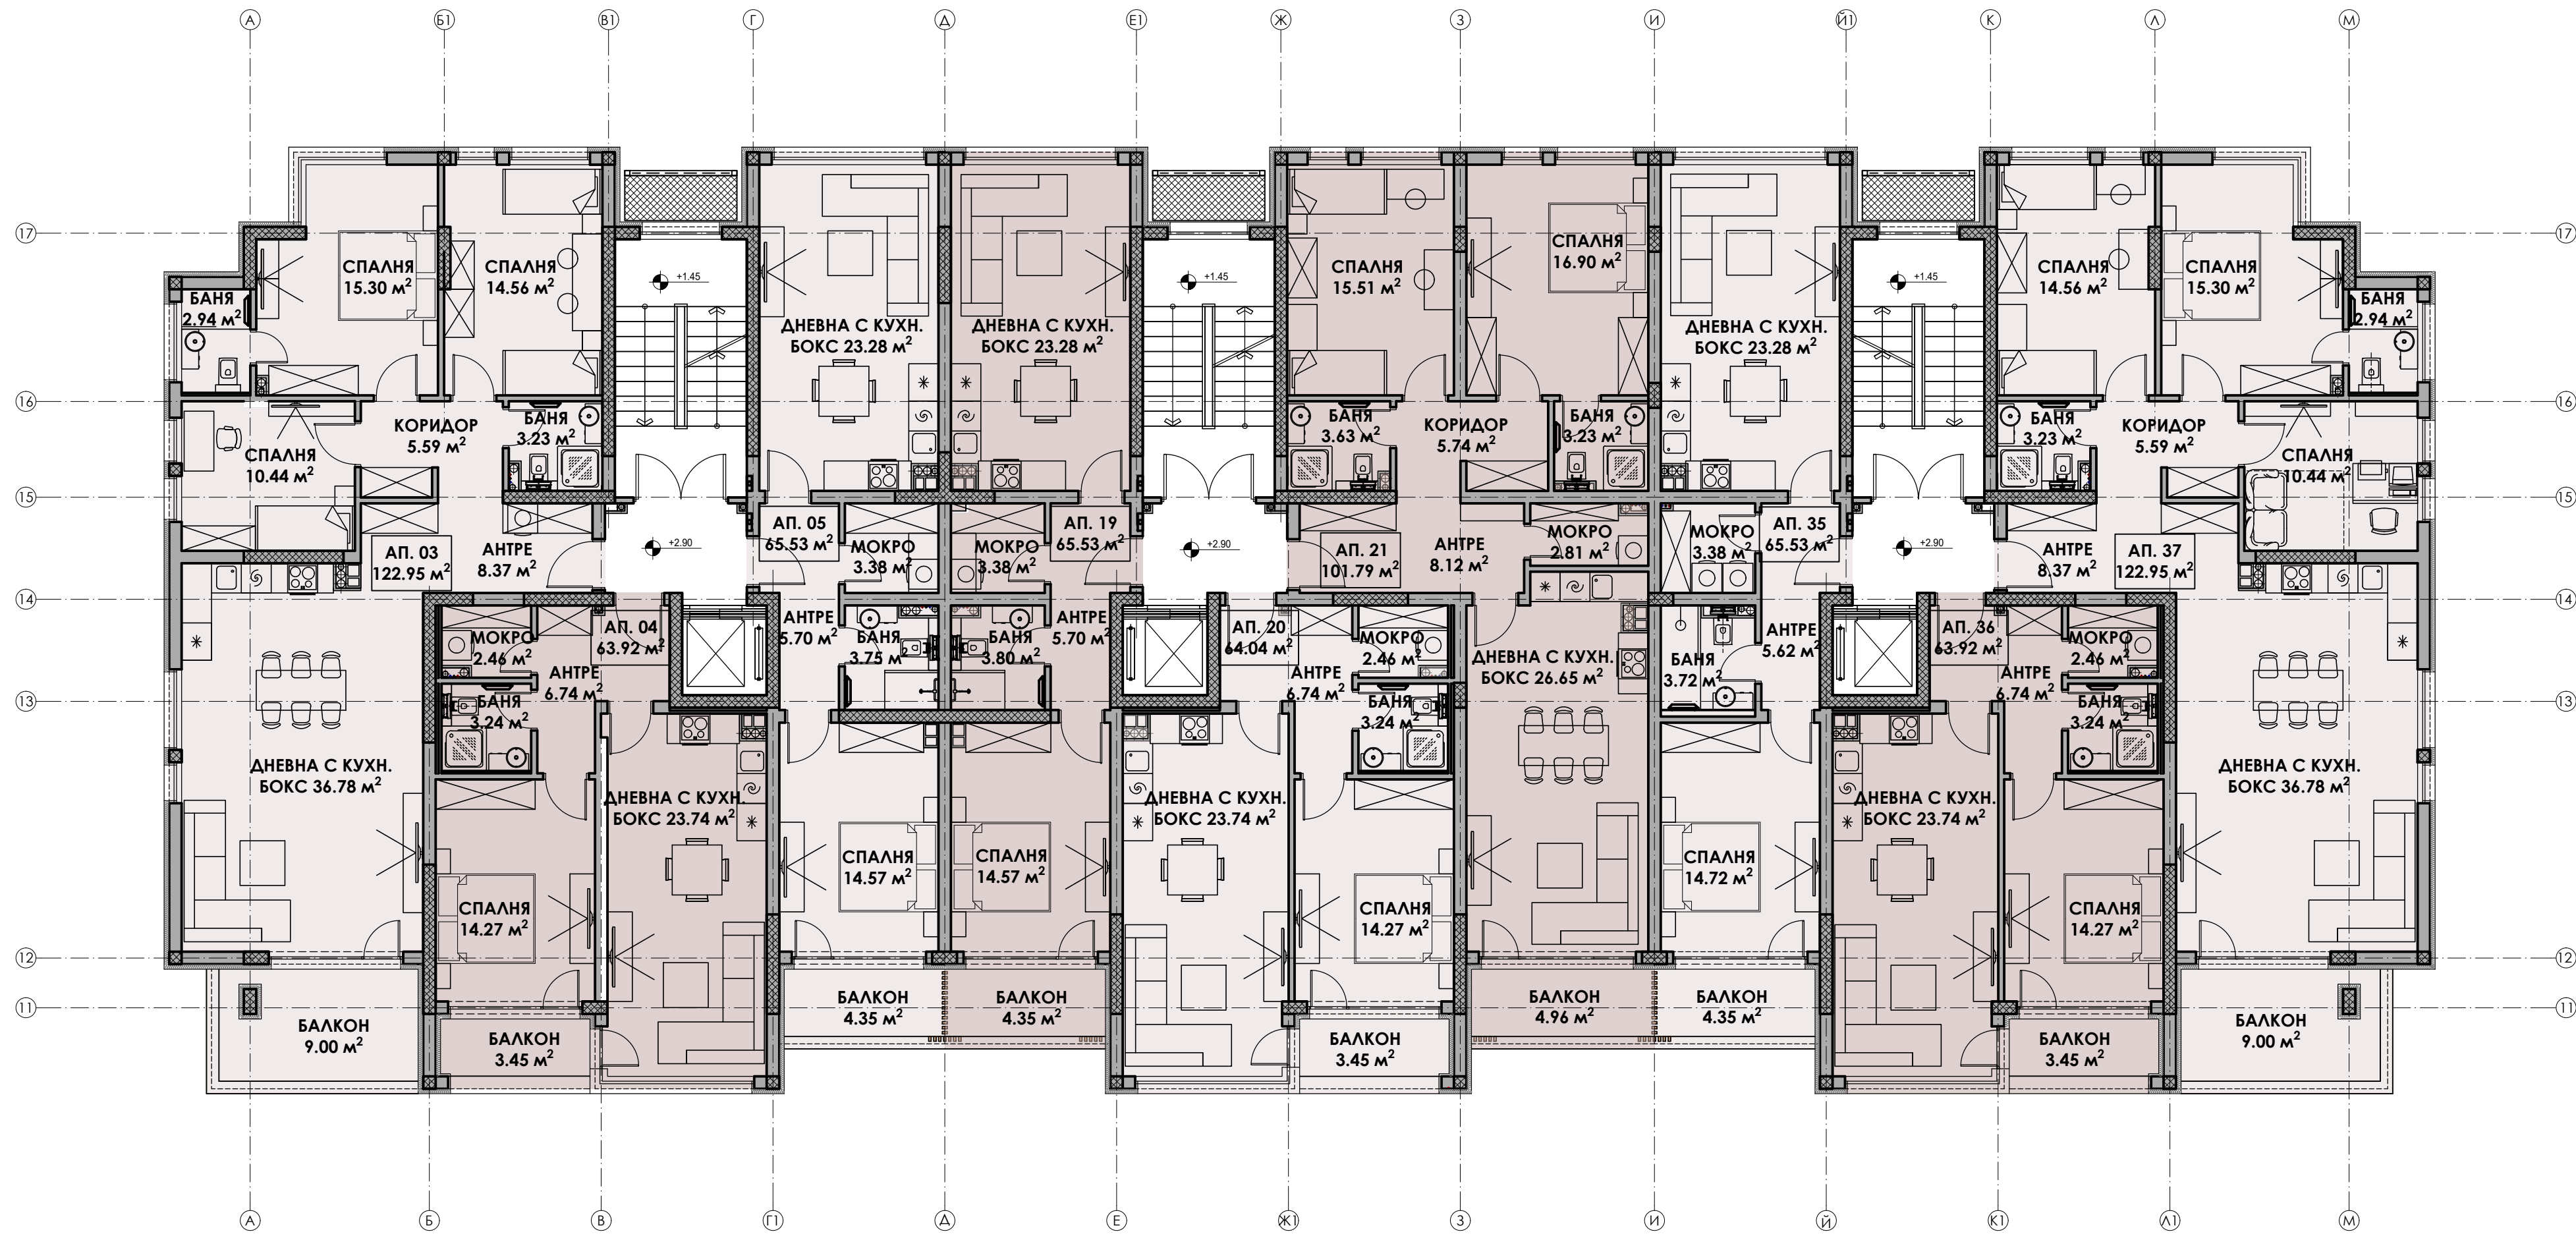 А Б1 В1 Г Д Е1 Ж З И Й1 К Л М
17 17
16 16
15 15
14 14
13 13
12 12
11 11
СПАЛНЯ
15.30 м²
СПАЛНЯ
14.56 м²
БАНЯ
2.94 м²
СПАЛНЯ
10.44 м²
КОРИДОР
5.59 м²
БАНЯ
3.23 м²
АП. 03
122.95 м²
АНТРЕ
8.37 м²
ДНЕВНА С КУХН.
БОКС 36.78 м²
БАЛКОН
9.00 м²
+1.45
+2.90
АП. 04
63.92 м²
МОКРО
2.46 м²
АНТРЕ
6.74 м²
БАНЯ
3.24 м²
ДНЕВНА С КУХН.
БОКС 23.74 м²
СПАЛНЯ
14.27 м²
БАЛКОН
3.45 м²
ДНЕВНА С КУХН.
БОКС 23.28 м²
АП. 05
65.53 м²
МОКРО
3.38 м²
АНТРЕ
5.70 м²
БАНЯ
3.75 м²
СПАЛНЯ
14.57 м²
БАЛКОН
4.35 м²
ДНЕВНА С КУХН.
БОКС 23.28 м²
МОКРО
3.38 м²
АП. 19
65.53 м²
БАНЯ
3.80 м²
АНТРЕ
5.70 м²
СПАЛНЯ
14.57 м²
БАЛКОН
4.35 м²
+1.45
+2.90
АП. 20
64.04 м²
АНТРЕ
6.74 м²
МОКРО
2.46 м²
БАНЯ
3.24 м²
ДНЕВНА С КУХН.
БОКС 23.74 м²
СПАЛНЯ
14.27 м²
БАЛКОН
3.45 м²
СПАЛНЯ
15.51 м²
СПАЛНЯ
16.90 м²
БАНЯ
3.63 м²
КОРИДОР
5.74 м²
БАНЯ
3.23 м²
АП. 21
101.79 м²
АНТРЕ
8.12 м²
МОКРО
2.81 м²
ДНЕВНА С КУХН.
БОКС 26.65 м²
БАЛКОН
4.96 м²
ДНЕВНА С КУХН.
БОКС 23.28 м²
МОКРО
3.38 м²
АП. 35
65.53 м²
БАНЯ
3.72 м²
АНТРЕ
5.62 м²
СПАЛНЯ
14.72 м²
БАЛКОН
4.35 м²
+1.45
+2.90
АП. 36
63.92 м²
АНТРЕ
6.74 м²
МОКРО
2.46 м²
БАНЯ
3.24 м²
ДНЕВНА С КУХН.
БОКС 23.74 м²
СПАЛНЯ
14.27 м²
БАЛКОН
3.45 м²
СПАЛНЯ
14.56 м²
СПАЛНЯ
15.30 м²
БАНЯ
2.94 м²
БАНЯ
3.23 м²
КОРИДОР
5.59 м²
СПАЛНЯ
10.44 м²
АНТРЕ
8.37 м²
АП. 37
122.95 м²
ДНЕВНА С КУХН.
БОКС 36.78 м²
БАЛКОН
9.00 м²
А Б В Г1 Д Е Ж1 З И Й К1 Л1 М